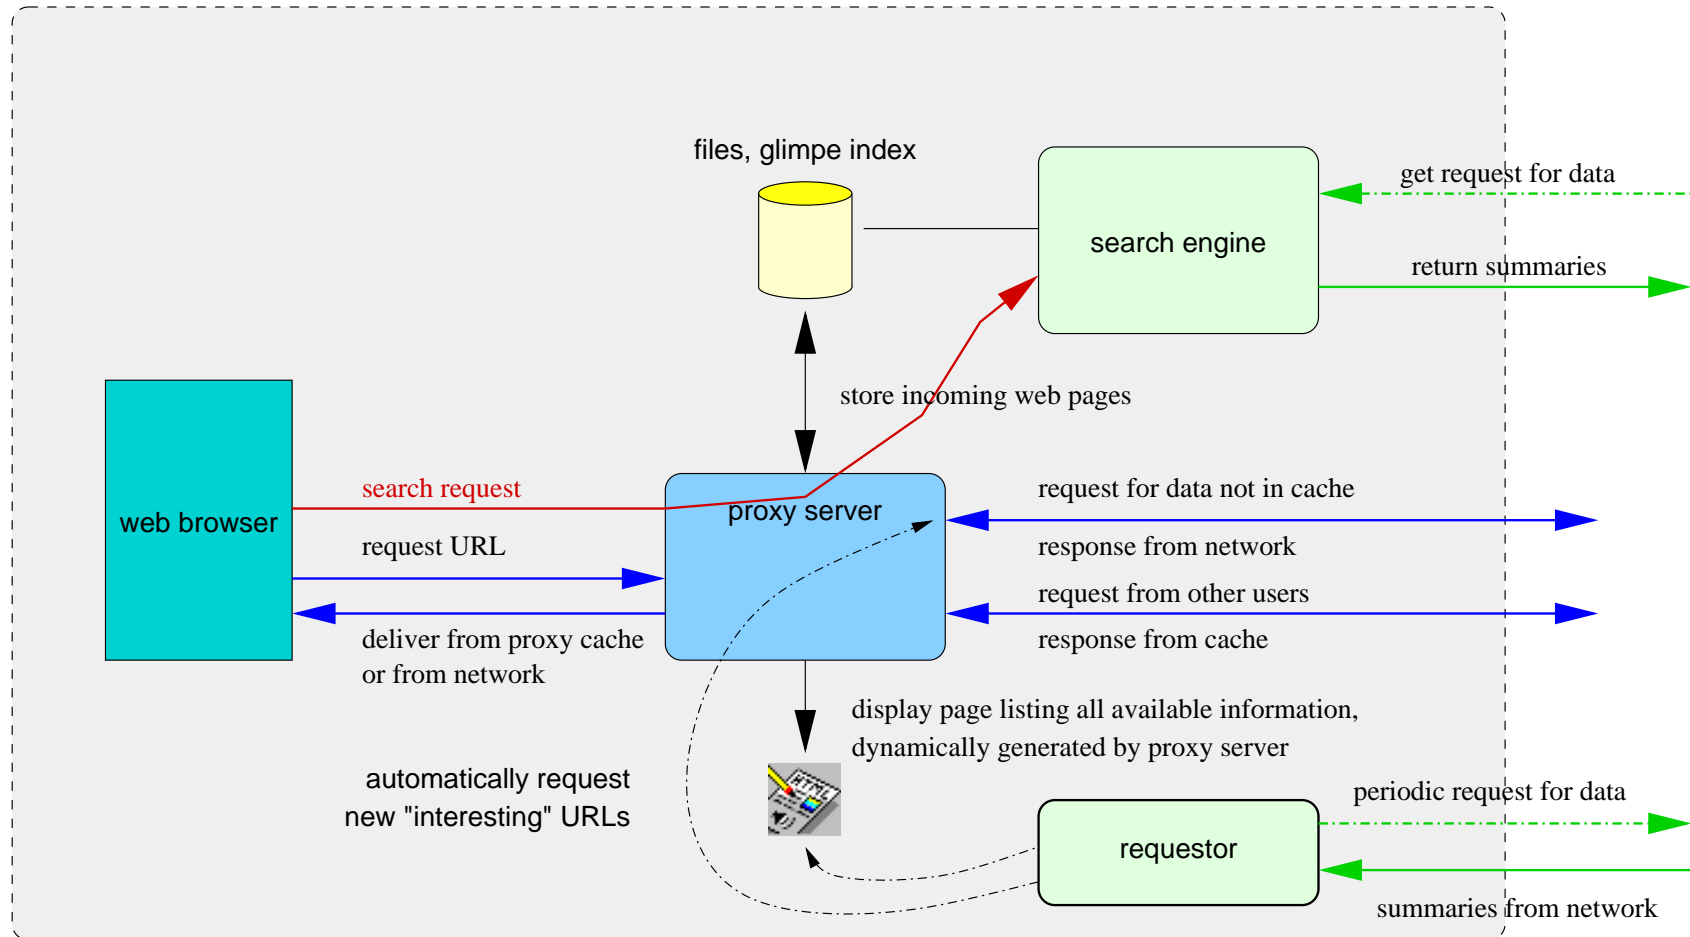 files, glimpe index
get request for data
search engine
return summaries
store incoming web pages
search request
request for data not in cache
web browser
proxy server
request URL
response from network
request from other users
deliver from proxy cache
or from network
response from cache
display page listing all available information,
dynamically generated by proxy server
automatically request
new "interesting" URLs
HTML
periodic request for data
requestor
summaries from network